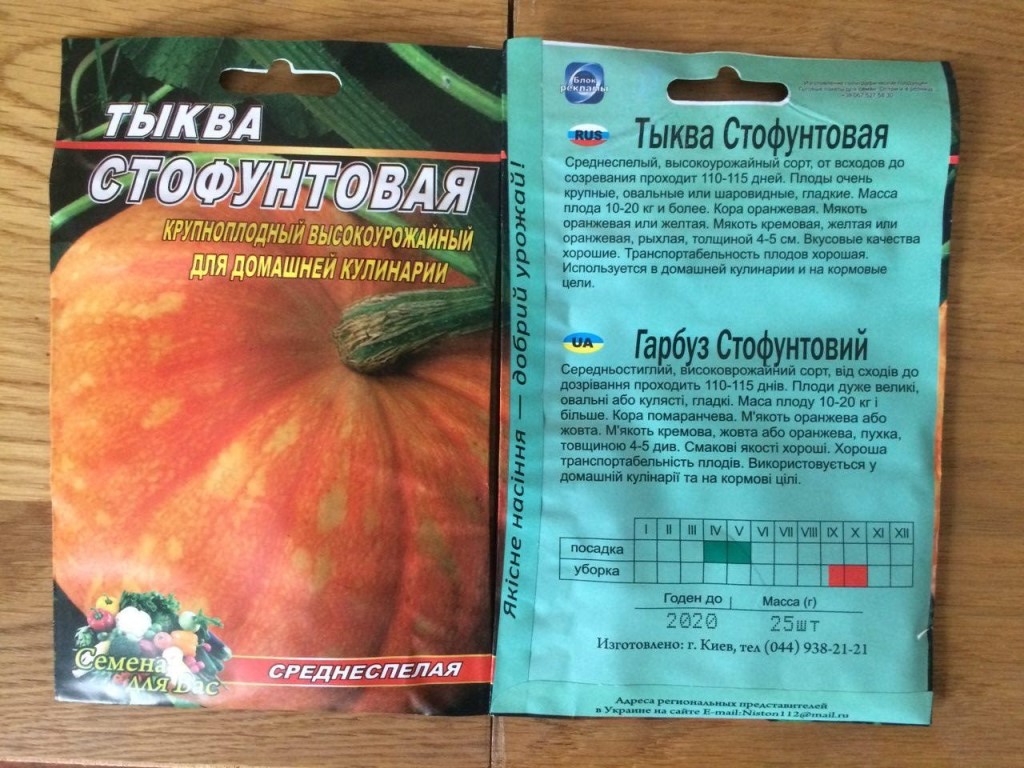 ТЫКВА
СТОФУНТОВАЯ
КРУПНОПЛОДНЫЙ ВЫСОКОУРОЖАЙНЫЙ
ДЛЯ ДОМАШНЕЙ КУЛИНАРИИ
Семена
для Вас
СРЕДНЕСПЕЛАЯ
Якісне насіння — добрий урожай!
Блок
рекламы
RUS
Тыква Стофунтовая
Среднеспелый, высокоурожайный сорт, от всходов до
созревания проходит 110-115 дней. Плоды очень
крупные, овальные или шаровидные, гладкие. Масса
плода 10-20 кг и более. Кора оранжевая. Мякоть
оранжевая или желтая. Мякоть кремовая, желтая или
оранжевая, рыхлая, толщиной 4-5 см. Вкусовые качества
хорошие. Транспортабельность плодов хорошая.
Используется в домашней кулинарии и на кормовые
цели.
UA
Гарбуз Стофунтовий
Середньостиглий, високоврожайний сорт, від сходів до
дозрівання проходить 110-115 днів. Плоди дуже великі,
овальні або кулясті, гладкі. Маса плоду 10-20 кг і
більше. Кора помаранчева. М'якоть оранжева або
жовта. М'якоть кремова, жовта або оранжева, пухка,
товщиною 4-5 див. Смакові якості хороші. Хороша
транспортабельність плодів. Використовується у
домашній кулінарії та на кормові цілі.
I II III IV V VI VII VIII IX X XI XII
посадка
уборка
Годен до Масса (г)
2020 25шт
Изготовлено: г. Киев, тел (044) 938-21-21
Адреса региональных представителей
в Украине на сайте E-mail:Niston112@mail.ru